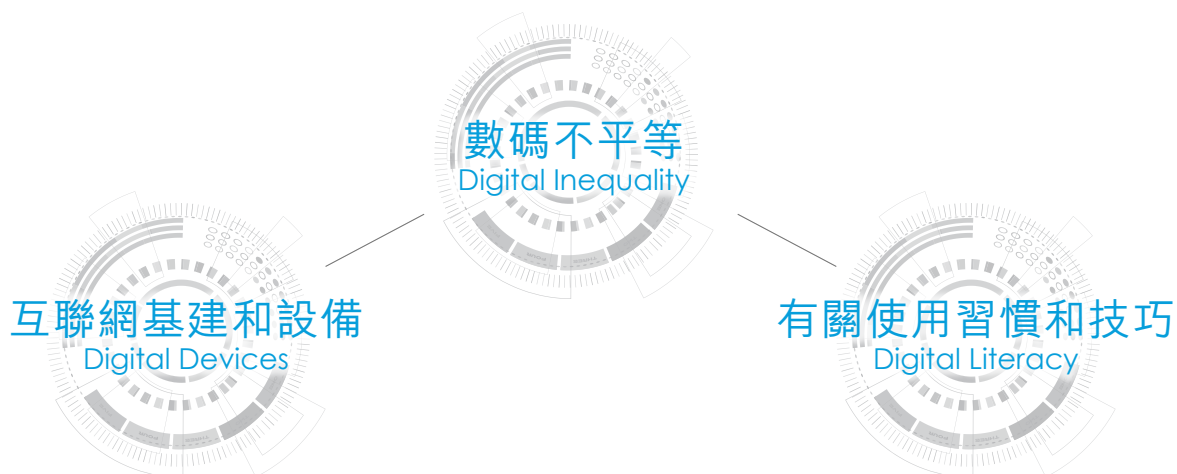 數碼不平等
Digital Inequality
互聯網基建和設備
Digital Devices
有關使用習慣和技巧
Digital Literacy